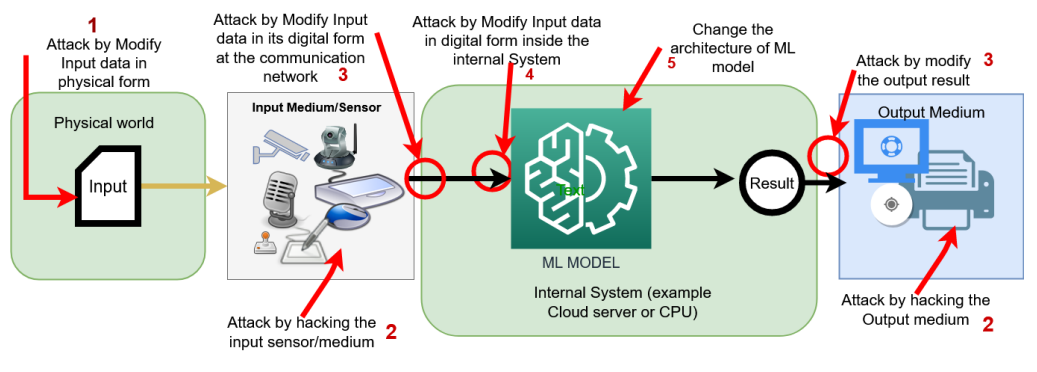 1
Attack by Modify
Input data in
physical form
Attack by Modify Input
data in its digital form
at the communication
network 3
Attack by Modify Input data
in digital form inside the
internal System
4
Change the
architecture of ML
5 model
Attack by modify 3
the output result
Physical world
Input
Input Medium/Sensor
Text
ML MODEL
Internal System (example
Cloud server or CPU)
Result
Output Medium
Attack by hacking the
input sensor/medium 2
Attack by hacking the
Output medium 2